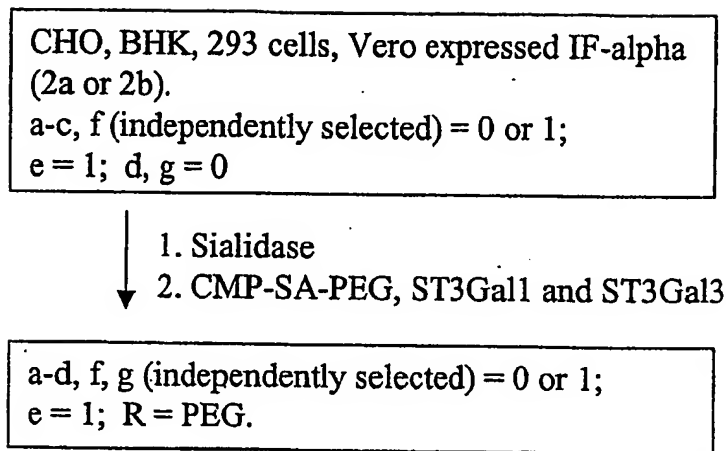 CHO, BHK, 293 cells, Vero expressed IF-alpha
(2a or 2b).
a-c, f (independently selected) = 0 or 1;
e = 1; d, g = 0
1. Sialidase
2. CMP-SA-PEG, ST3Gal1 and ST3Gal3
a-d, f, g (independently selected) = 0 or 1;
e = 1; R = PEG.